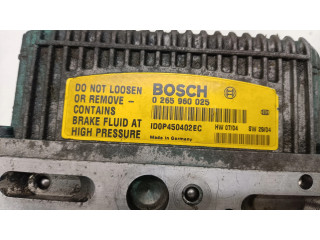 DO NOT LOOSEN
OR REMOVE -
CONTAINS
BRAKE FLUID AT
HIGH PRESSURE
BOSCH
0 265 960 025
ID0P450402EC
Made in Germany
HW 07/04 SW 29/04